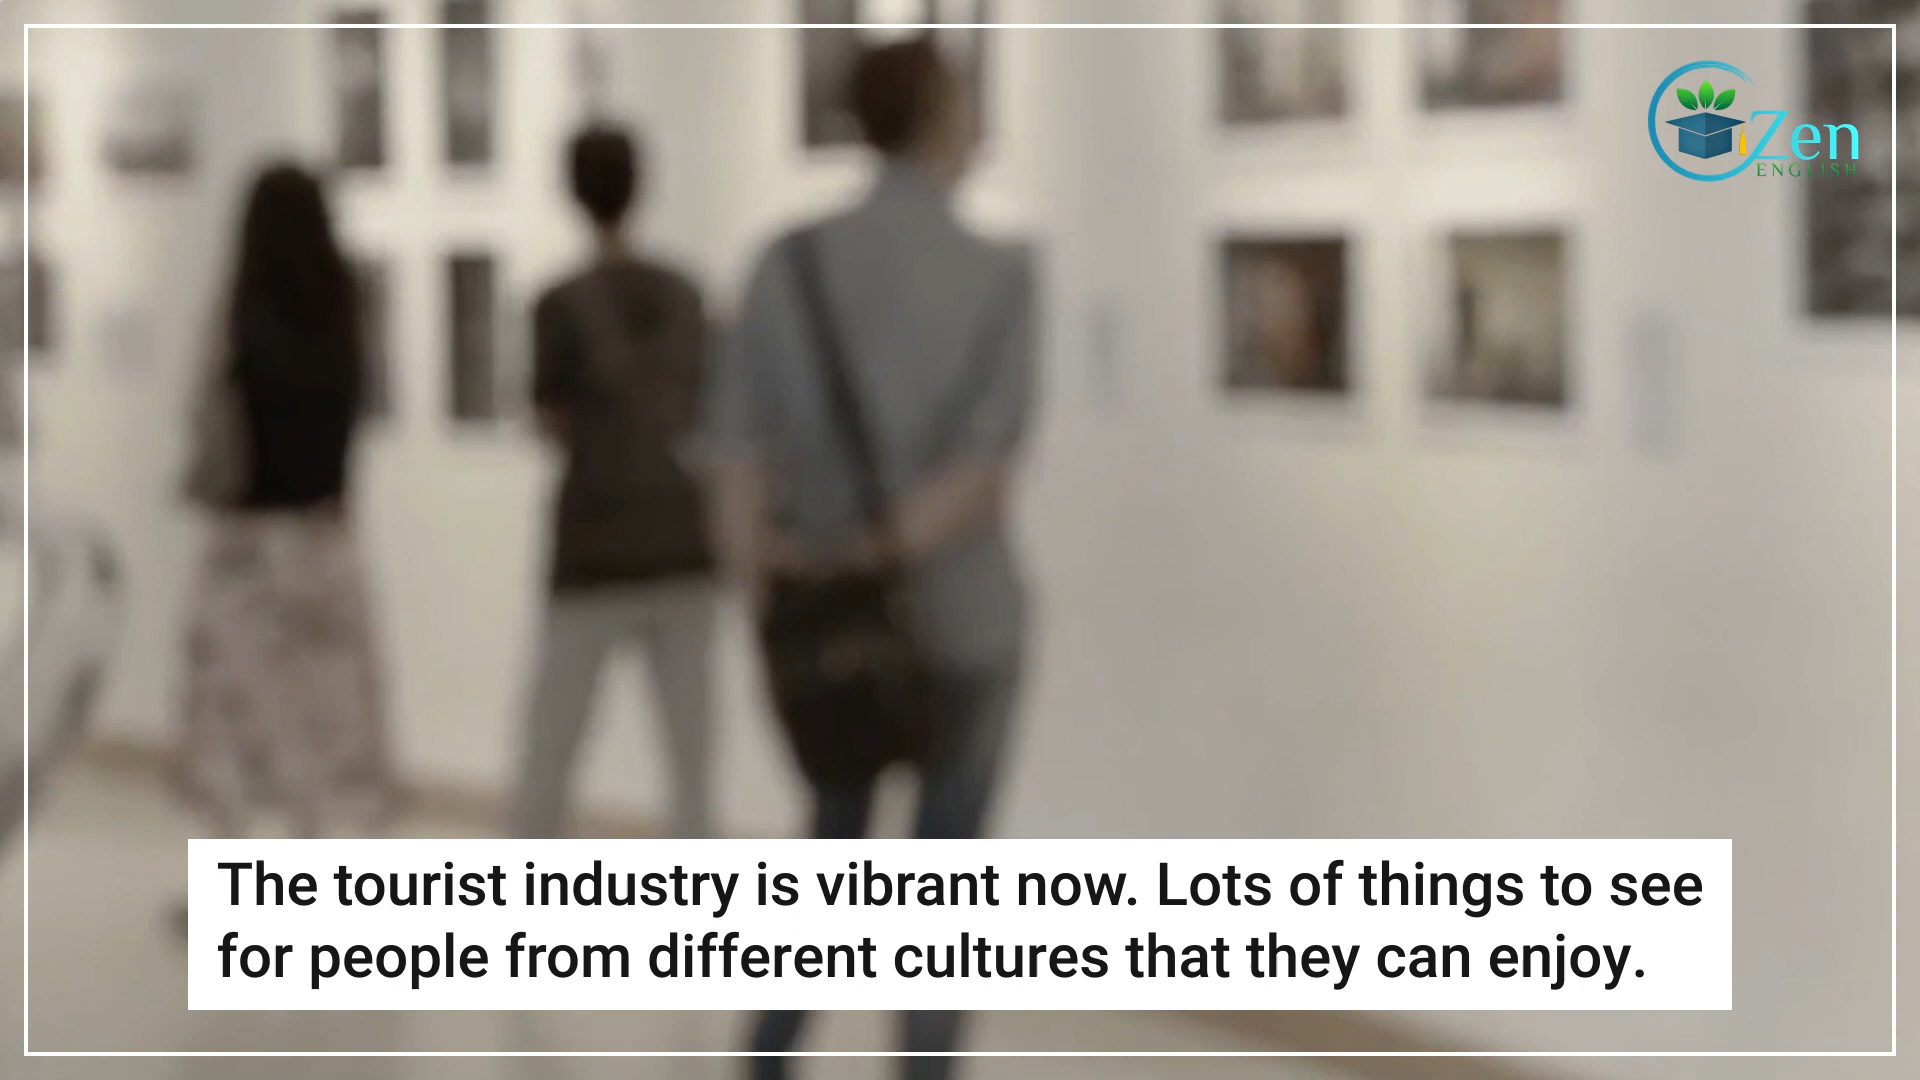 Zen
ENGLISH
The tourist industry is vibrant now. Lots of things to see
for people from different cultures that they can enjoy.